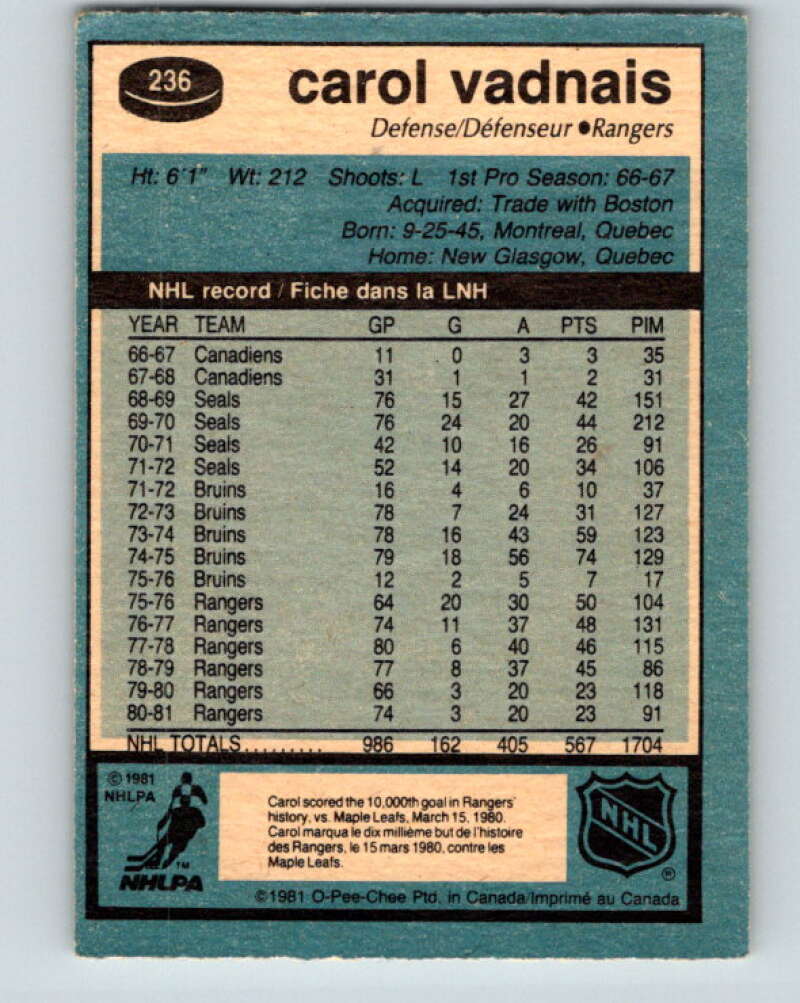 236
carol vadnais
Defense/Défenseur ●Rangers
Ht: 6'1" Wt: 212 Shoots: L 1st Pro Season: 66-67
Acquired: Trade with Boston
Born: 9-25-45, Montreal, Quebec
Home: New Glasgow, Quebec
NHL record / Fiche dans la LNH
YEAR TEAM GP G A PTS PIM
66-67 Canadiens 11 0 3 3 35
67-68 Canadiens 31 1 1 2 31
68-69 Seals 76 15 27 42 151
69-70 Seals 76 24 20 44 212
70-71 Seals 42 10 16 26 91
71-72 Seals 52 14 20 34 106
71-72 Bruins 16 4 6 10 37
72-73 Bruins 78 7 24 31 127
73-74 Bruins 78 16 43 59 123
74-75 Bruins 79 18 56 74 129
75-76 Bruins 12 2 5 7 17
75-76 Rangers 64 20 30 50 104
76-77 Rangers 74 11 37 48 131
77-78 Rangers 80 6 40 46 115
78-79 Rangers 77 8 37 45 86
79-80 Rangers 66 3 20 23 118
80-81 Rangers 74 3 20 23 91
NHL TOTALS......... 986 162 405 567 1704
© 1981
NHLPA
TM
NHLPA
Carol scored the 10,000th goal in Rangers'
history, vs. Maple Leafs, March 15, 1980.
Carol marqua le dix millième but de l'histoire
des Rangers, le 15 mars 1980, contre les
Maple Leafs.
NHL
®
©1981 O-Pee-Chee Ptd. in Canada/Imprimé au Canada